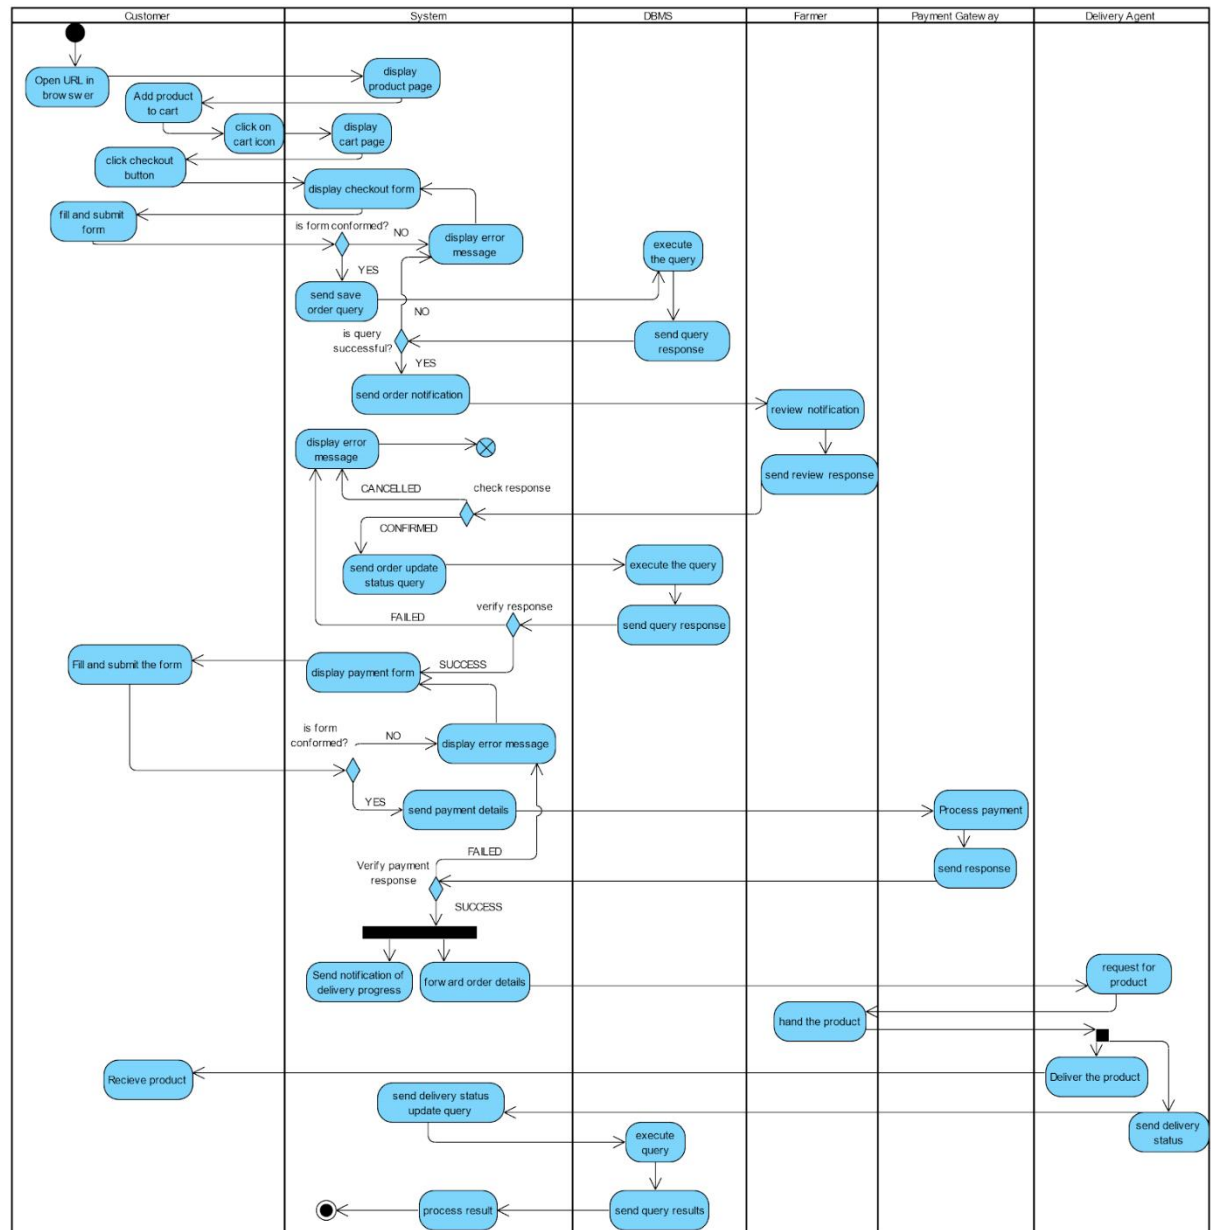 Customer
System
DBMS
Farmer
Payment Gateway
Delivery Agent
Open URL in
browswer
display
product page
Add product
to cart
click on
cart icon
display
cart page
click checkout
button
display checkout form
fill and submit
form
is form conformed?
NO
display error
message
execute
the query
YES
send save
order query
NO
is query
successful?
send query
response
YES
send order notification
review notification
display error
message
send review response
CANCELLED
check response
CONFIRMED
send order update
status query
execute the query
verify response
FAILED
send query response
Fill and submit the form
display payment form
SUCCESS
is form
conformed?
NO
display error message
YES
send payment details
Process payment
FAILED
Verify payment
response
send response
SUCCESS
Send notification of
delivery progress
forward order details
request for
product
hand the product
Recieve product
Deliver the product
send delivery status
update query
send delivery
status
execute
query
process result
send query results